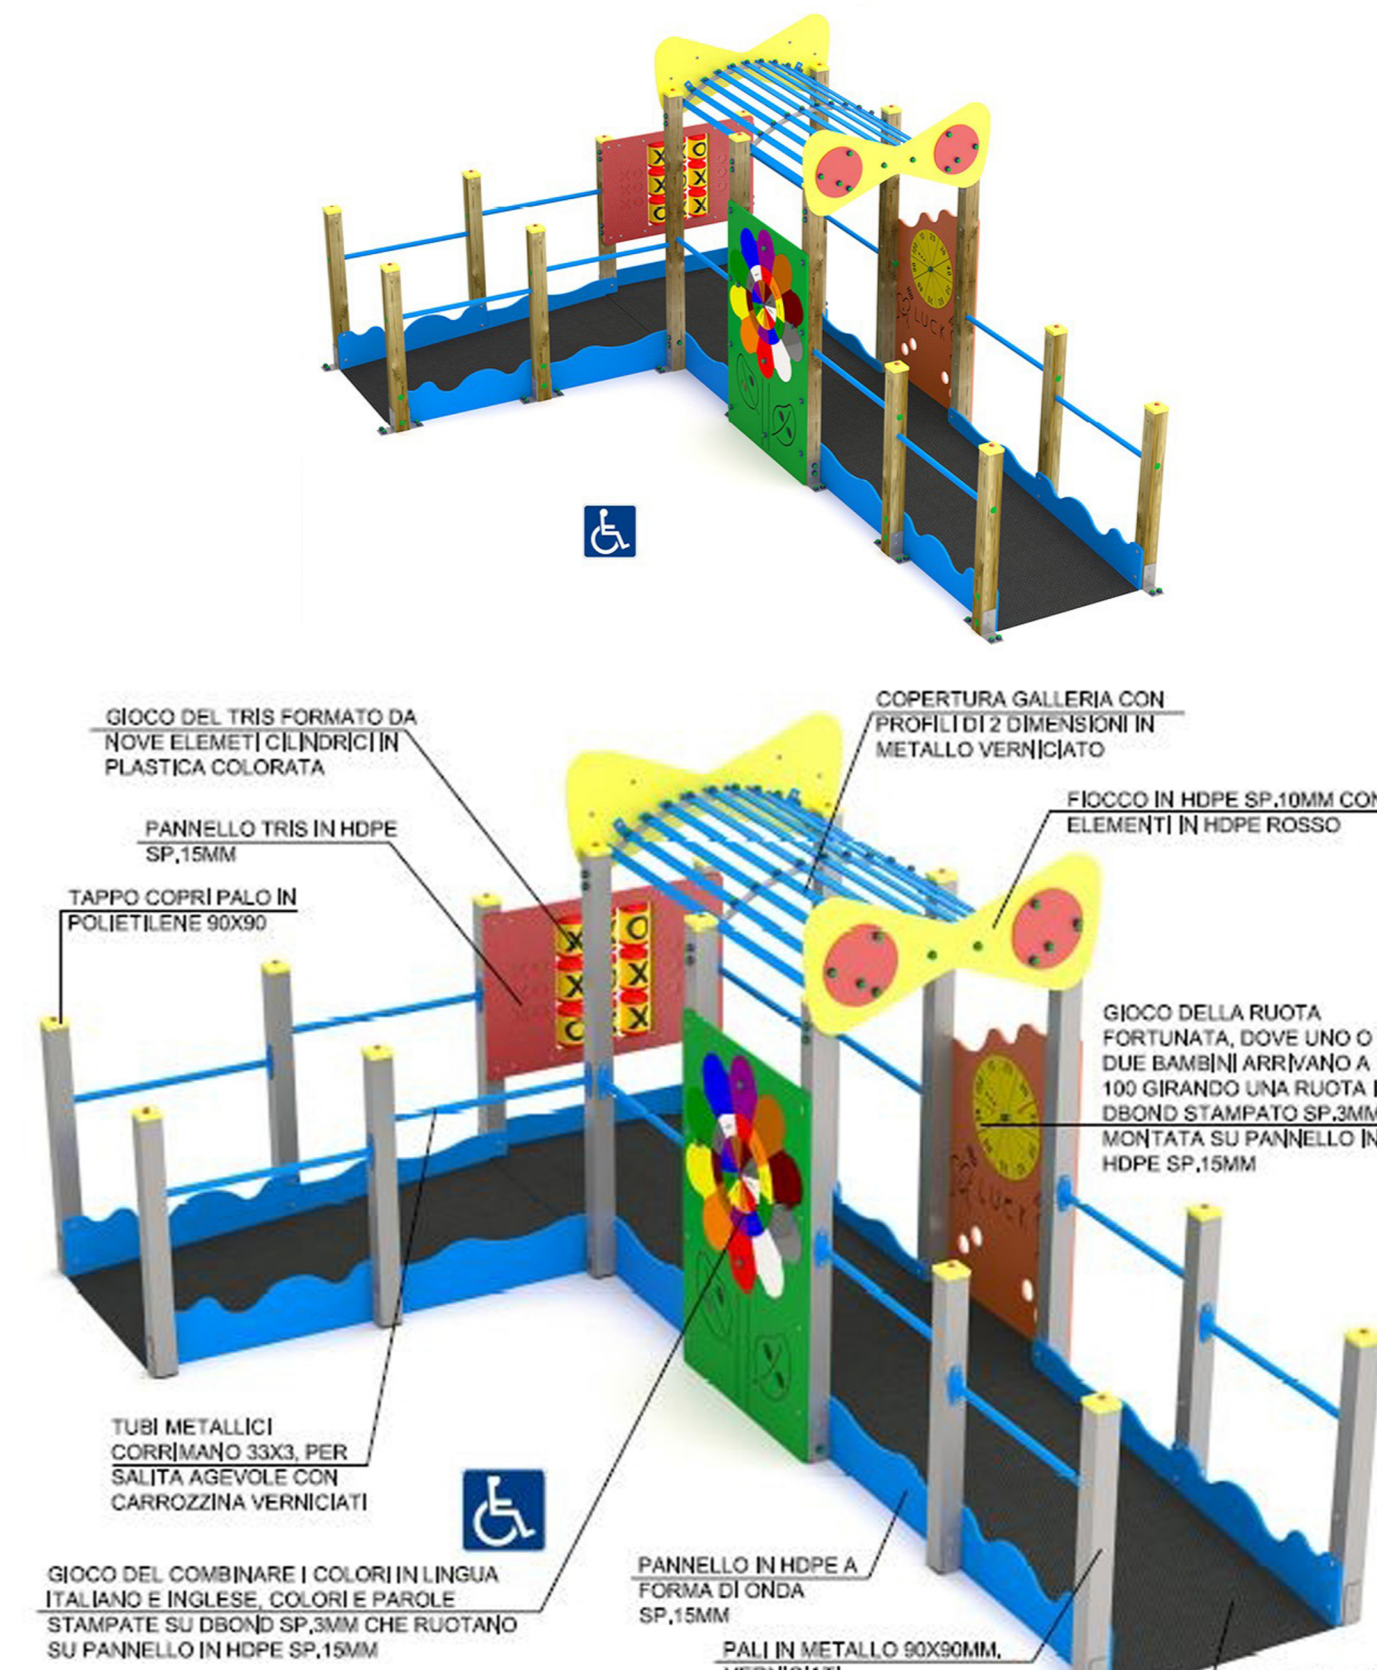 GIOCO DEL TRIS FORMATO DA
NOVE ELEMETI CILINDRICI IN
PLASTICA COLORATA
COPERTURA GALLERIA CON
PROFILI DI 2 DIMENSIONI IN
METALLO VERNICIATO
FIOCCO IN HDPE SP.10MM CON
ELEMENTI IN HDPE ROSSO
PANNELLO TRIS IN HDPE
SP.15MM
TAPPO COPRI PALO IN
POLIETILENE 90X90
GIOCO DELLA RUOTA
FORTUNATA, DOVE UNO O
DUE BAMBINI ARRIVANO A
100 GIRANDO UNA RUOTA
DBOND STAMPATO SP.3MM
MONTATA SU PANNELLO IN
HDPE SP.15MM
TUBI METALLICI
CORRIMANO 33X3, PER
SALITA AGEVOLE CON
CARROZZINA VERNICIATI
GIOCO DEL COMBINARE I COLORI IN LINGUA
ITALIANO E INGLESE, COLORI E PAROLE
STAMPATE SU DBOND SP.3MM CHE RUOTANO
SU PANNELLO IN HDPE SP.15MM
PANNELLO IN HDPE A
FORMA DI ONDA
SP.15MM
PALI IN METALLO 90X90MM,
VERNICIATI